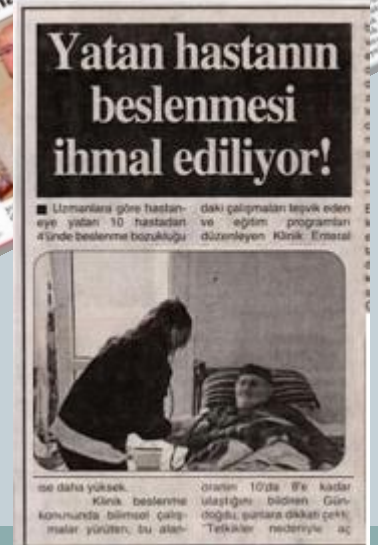 Yatan hastanın
beslenmesi
ihmal ediliyor!
■ Uzmanlara göre hastan-
eye yatan 10 hastadan
4'ünde beslenme bozukluğu
daki çalışmaları teşvik eden
ve eğitim programları
düzenleyen Klinik Enteral
ise daha yüksek.
Klinik beslenme
konusunda bilimsel çalış-
malar yürüten, bu alan-
oranın 10'da 8'e kadar
ulaştığını bildiren Gün-
doğdu, şunlara dikkati çekti:
"Tetkikler nedeniyle aç